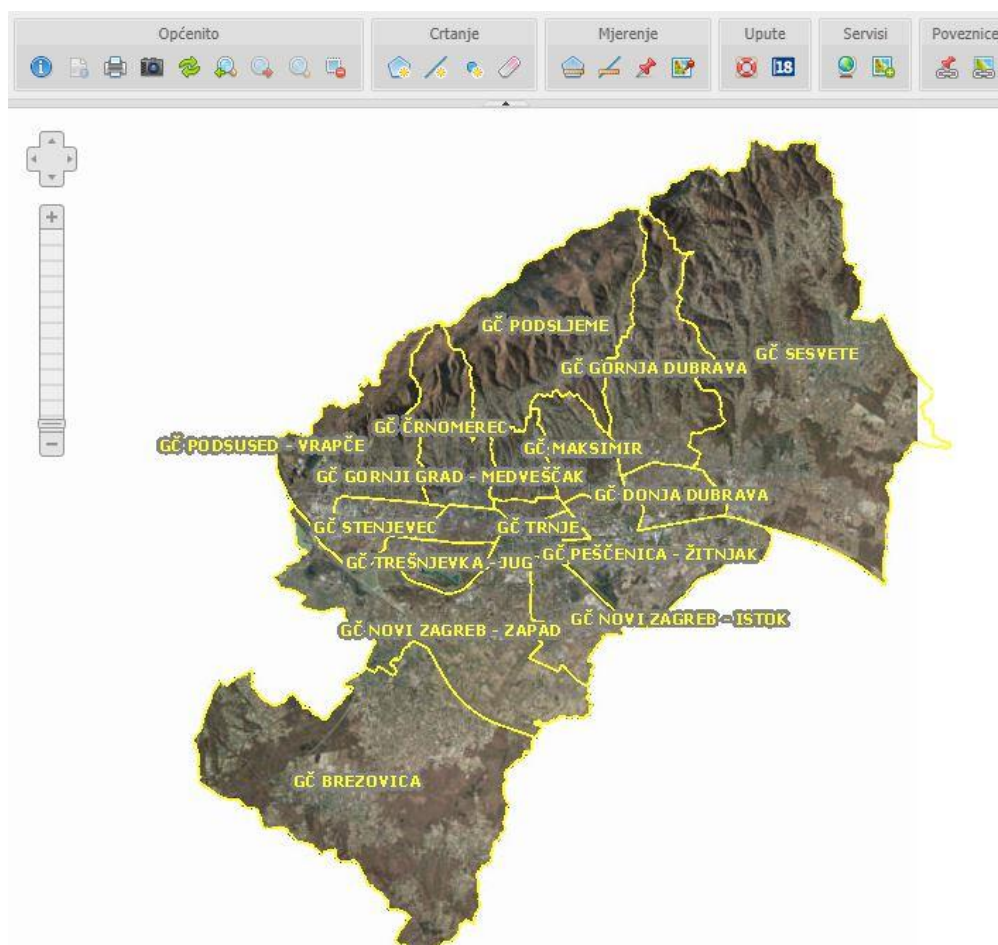 Općenito
Crtanje
Mjerenje
Upute
Servisi
Poveznice
18
GČ PODSLJEME
GČ SESVETE
GČ GORNJA DUBRAVA
GČ ČRNOMEREC
GČ PODSUSED - VRAPČE
GČ MAKSIMIR
GČ GORNJI GRAD - MEDVEŠČAK
GČ DONJA DUBRAVA
GČ STENJEVEC
GČ TRNJE
GČ PEŠČENICA - ŽITNJAK
GČ TREŠNJEVKA - JUG
GČ NOVI ZAGREB - ISTOK
GČ NOVI ZAGREB - ZAPAD
GČ BREZOVICA